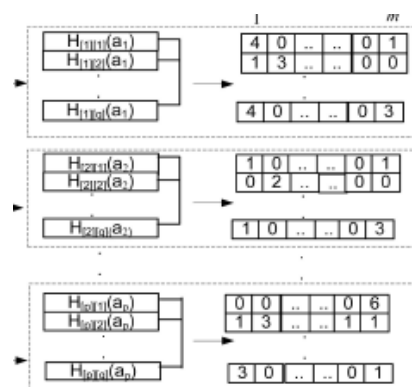 1 m
H[1][1](a1) 4 0 .. .. 0 1
H[1][2](a1) 1 3 .. .. 0 0
H[1][q](a1) 4 0 .. .. 0 3
H[2][1](a2) 1 0 .. .. 0 1
H[2][2](a2) 0 2 .. .. 0 0
H[2][q](a2) 1 0 .. .. 0 3
H[p][1](ap) 0 0 .. .. 0 6
H[p][2](ap) 1 3 .. .. 1 1
H[p][q](ap) 3 0 .. .. 0 1